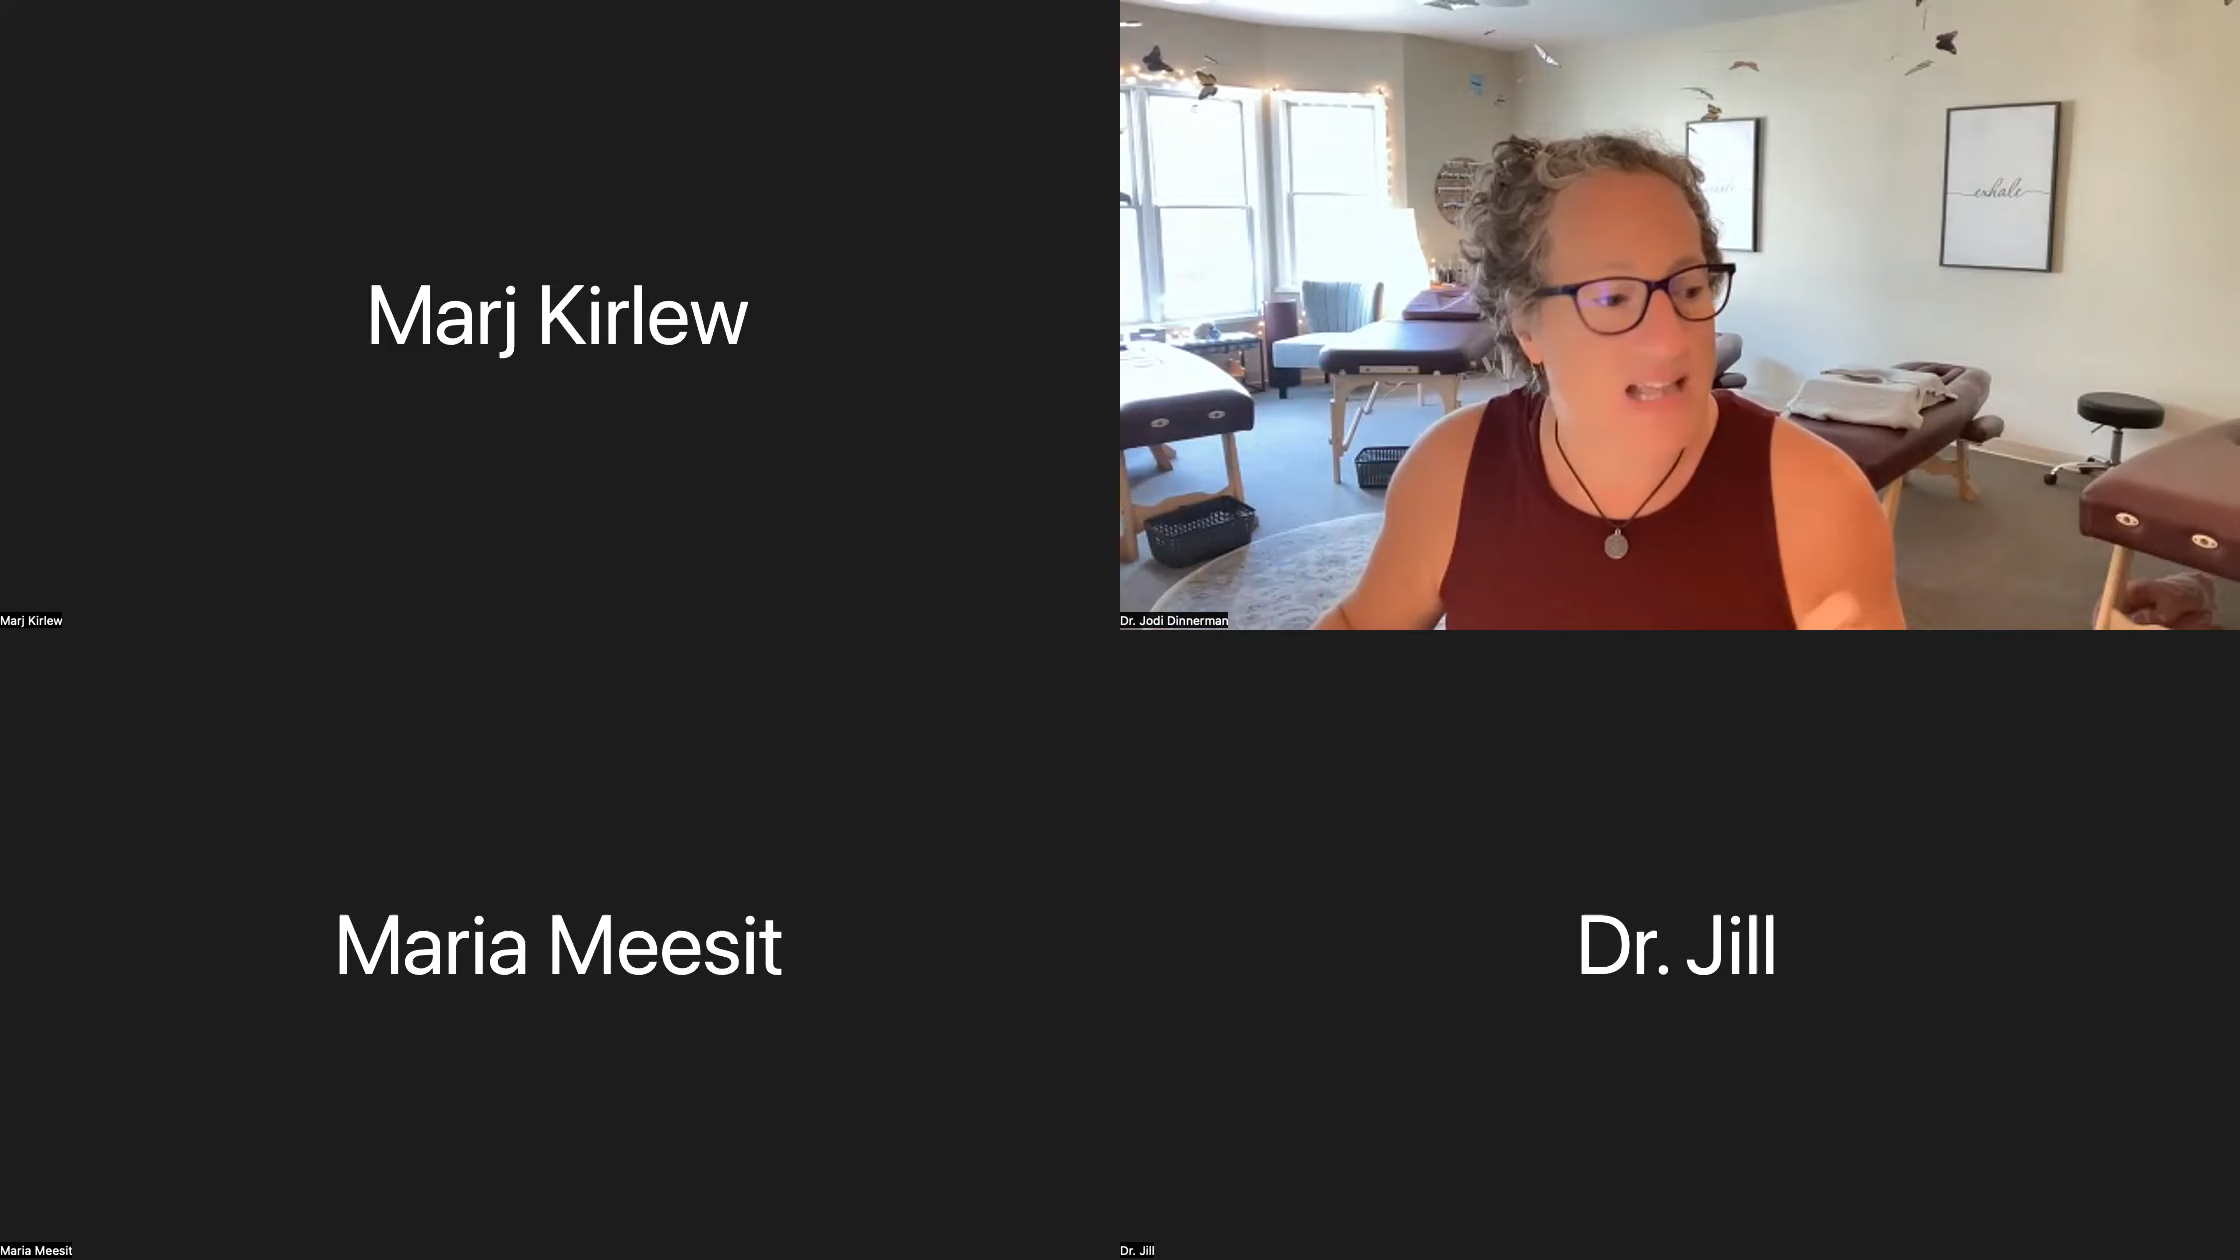 Marj Kirlew
exhale
Marj Kirlew
Dr. Jodi Dinnerman
Maria Meesit
Dr. Jill
Maria Meesit
Dr. Jill